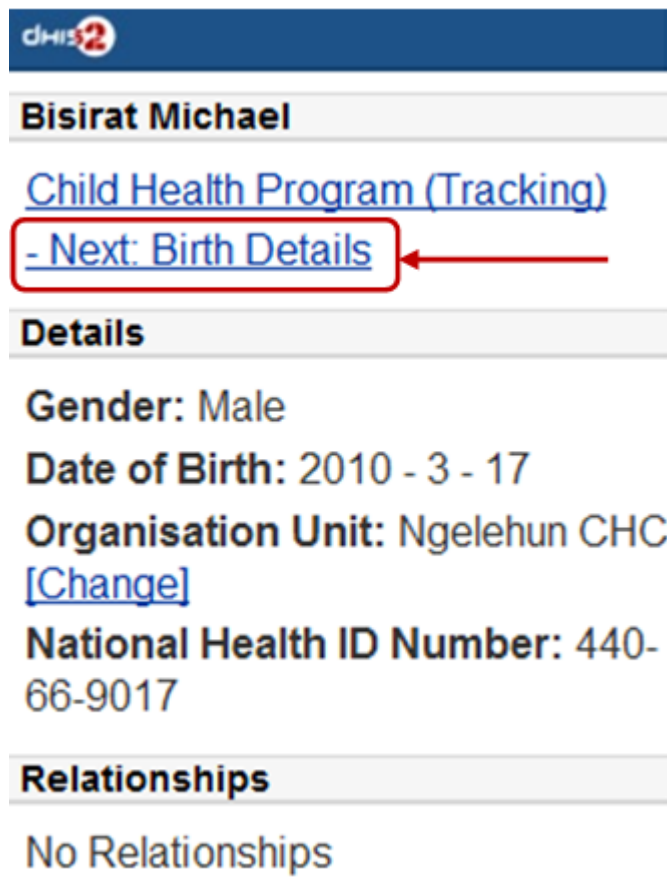 dHIS2
Bisirat Michael
Child Health Program (Tracking)
- Next: Birth Details
Details
Gender: Male
Date of Birth: 2010 - 3 - 17
Organisation Unit: Ngelehun CHC
[Change]
National Health ID Number: 440-
66-9017
Relationships
No Relationships